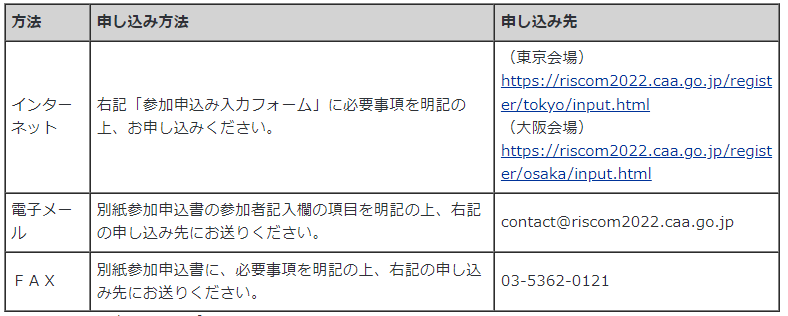 方法
申し込み方法
申し込み先
インター
ネット
右記「参加申込み入力フォーム」に必要事項を明記の
上、お申し込みください。
（東京会場）
https://riscom2022.caa.go.jp/regist
er/tokyo/input.html
（大阪会場）
https://riscom2022.caa.go.jp/regist
er/osaka/input.html
電子メー
ル
別紙参加申込書の参加者記入欄の項目を明記の上、右記
の申し込み先にお送りください。
contact@riscom2022.caa.go.jp
ＦＡＸ
別紙参加申込書に、必要事項を明記の上、右記の申し込
み先にお送りください。
03-5362-0121